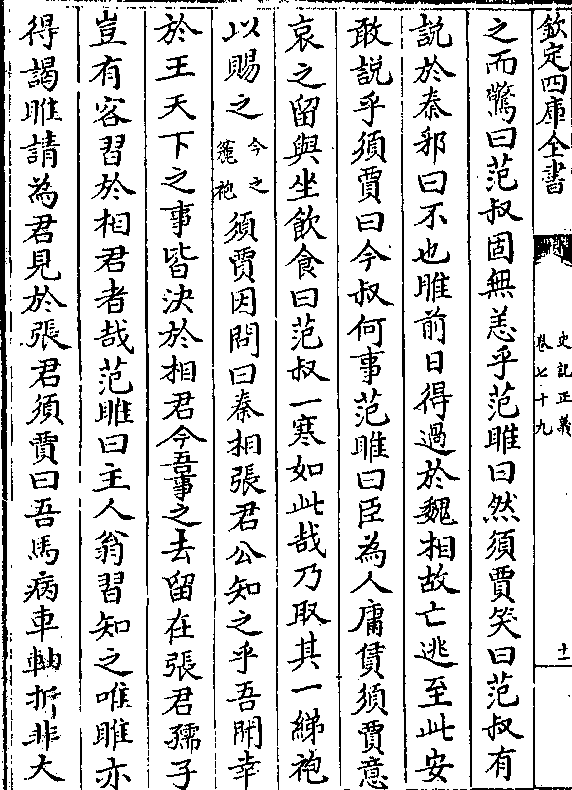 欽定四庫全書
史記正義
卷七十九
十一
之而驚曰范叔固無恙乎范雎曰然須賈笑曰范叔有
説於秦邪曰不也雎前日得過於魏相故亡逃至此安
敢説乎須賈曰今叔何事范雎曰臣為人庸賃須賈意
哀之留與坐飲食曰范叔一寒如此哉乃取其一綈袍
以賜之今之
麄袍須賈因問曰秦相張君公知之乎吾聞幸
於王天下之事皆決於相君今吾事之去留在張君孺子
豈有客習於相君者哉范雎曰主人翁習知之唯雎亦
得謁雎請為君見於張君須賈曰吾馬病車軸折非大